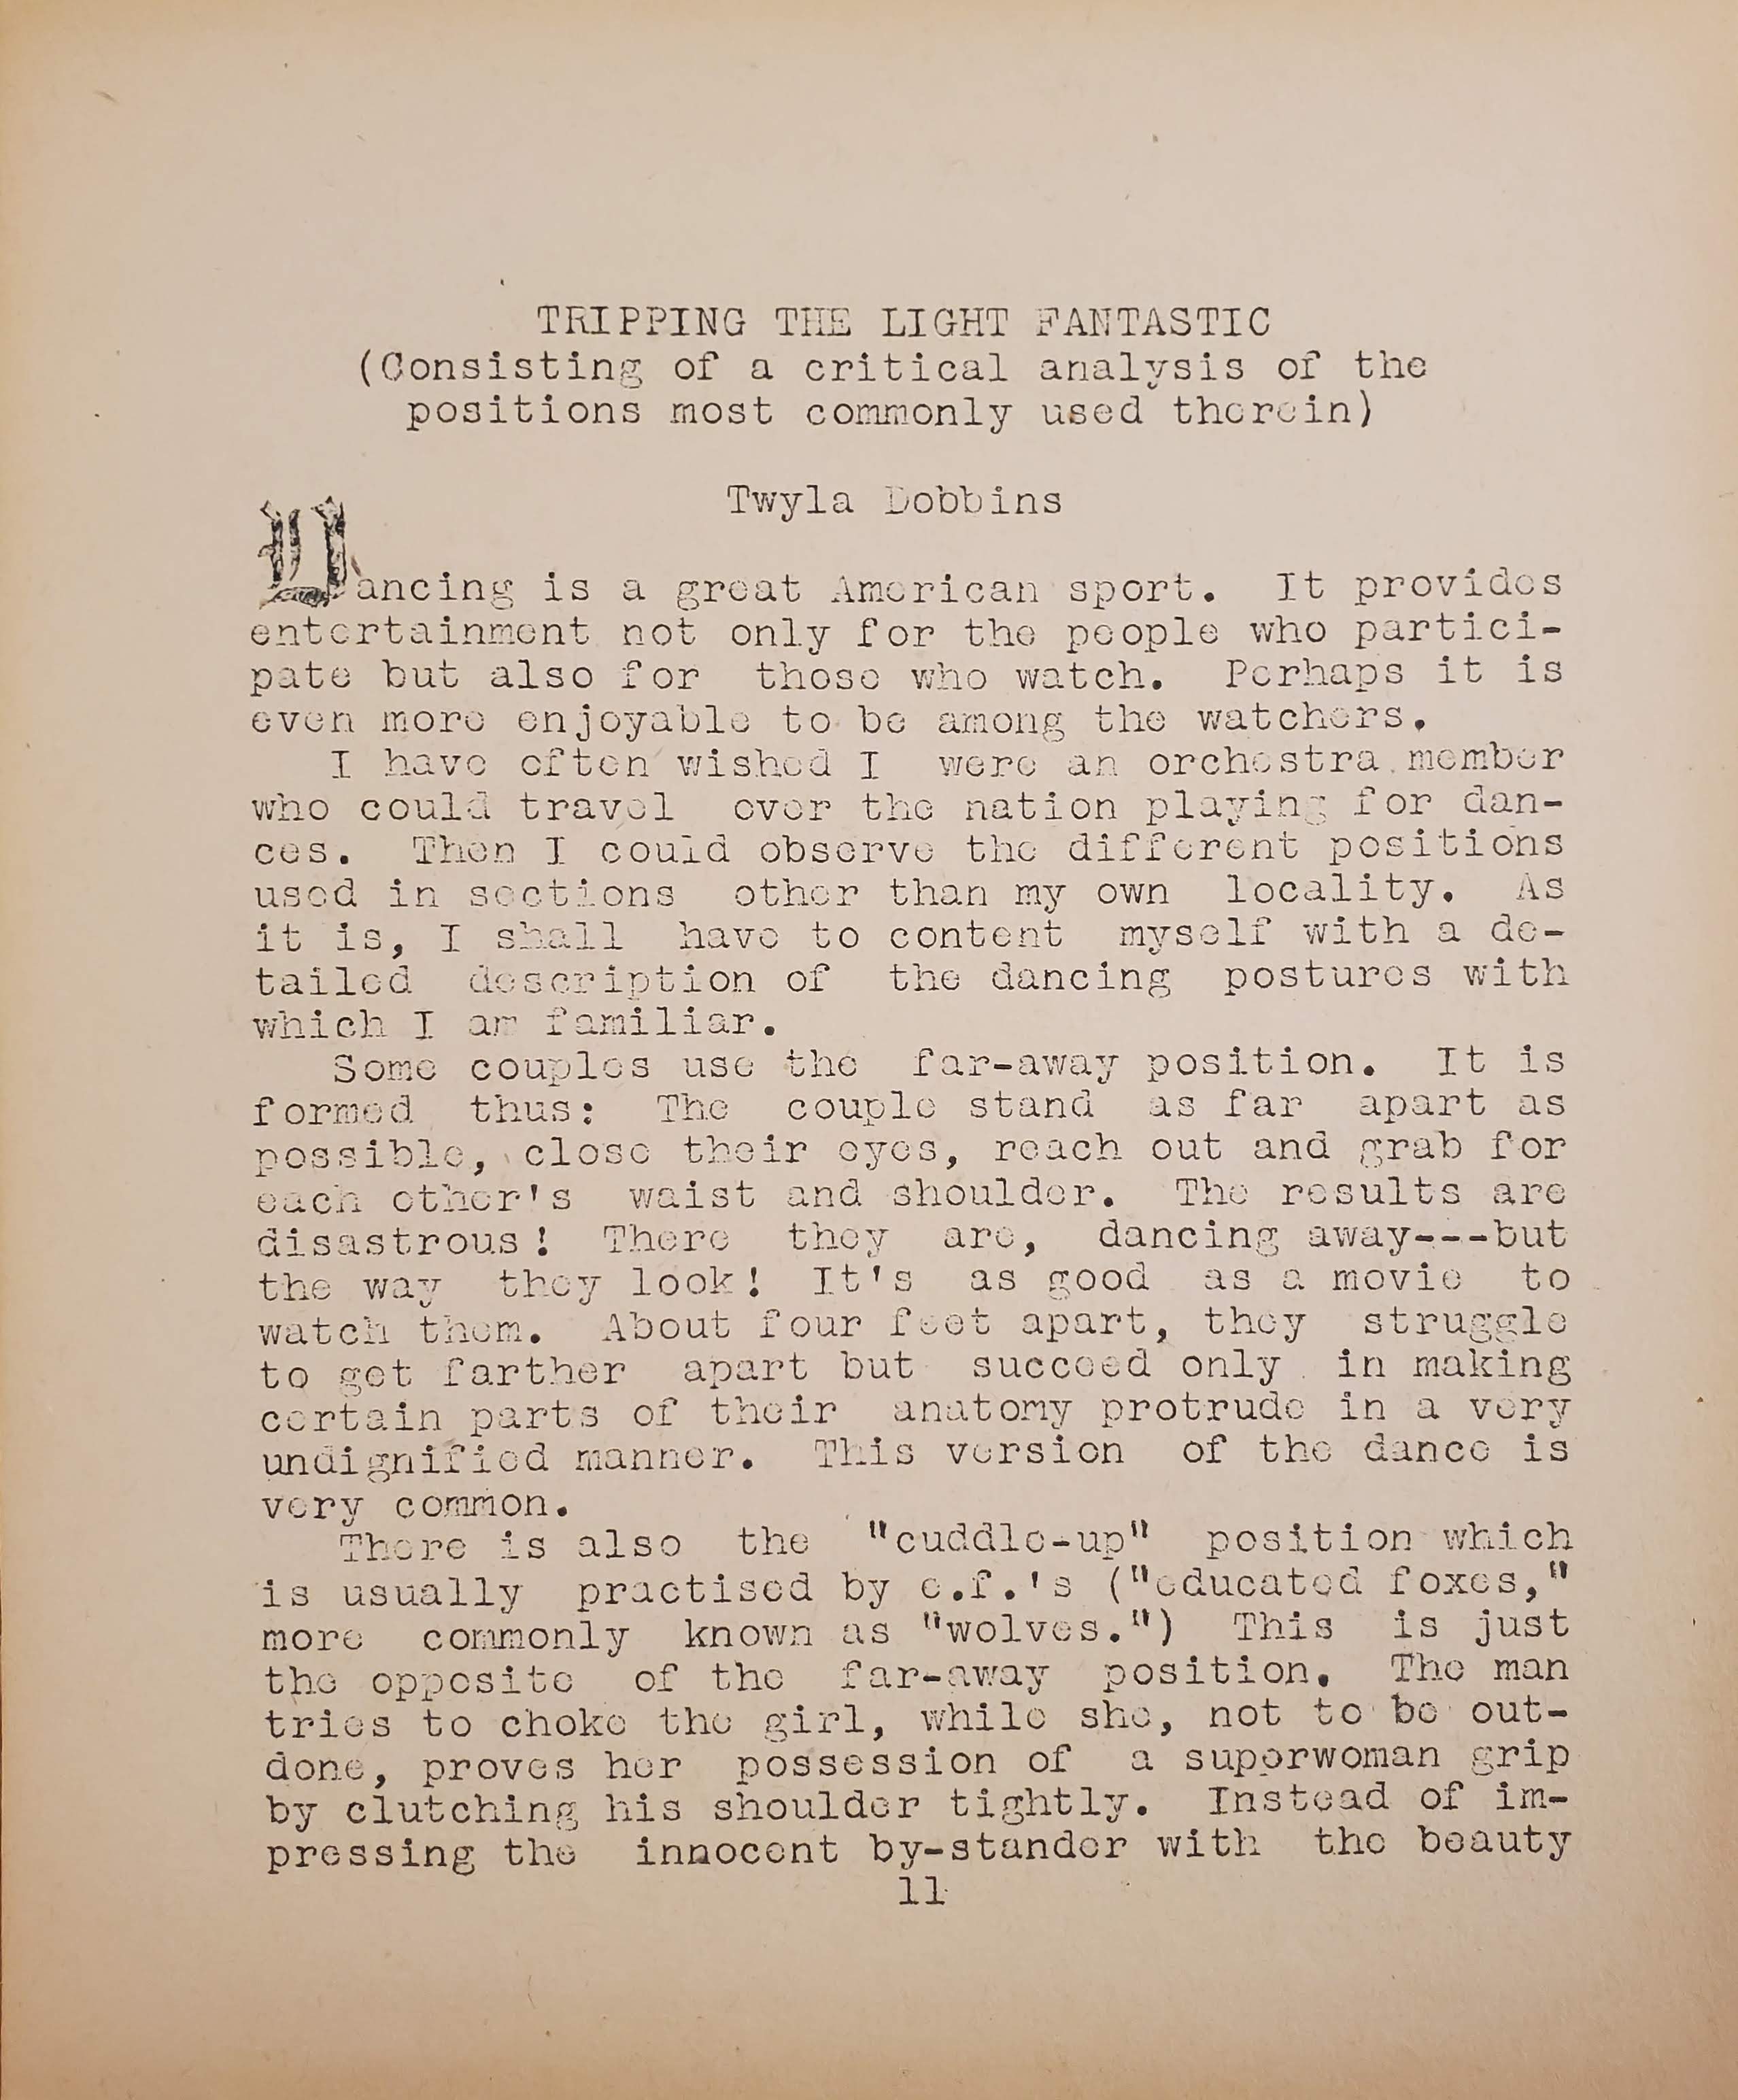 TRIPPING THE LIGHT FANTASTIC
(Consisting of a critical analysis of the
positions most commonly used therein)
Twyla Dobbins
Dancing is a great American sport. It provides
entertainment not only for the people who partici-
pate but also for those who watch. Perhaps it is
even more enjoyable to be among the watchers.
I have often wished I were an orchestra member
who could travel over the nation playing for dan-
ces. Then I could observe the different positions
used in sections other than my own locality. As
it is, I shall have to content myself with a de-
tailed description of the dancing postures with
which I am familiar.
Some couples use the far-away position. It is
formed thus: The couple stand as far apart as
possible, close their eyes, reach out and grab for
each other's waist and shoulder. The results are
disastrous! There they are, dancing away---but
the way they look! It's as good as a movie to
watch them. About four feet apart, they struggle
to get farther apart but succeed only in making
certain parts of their anatomy protrude in a very
undignified manner. This version of the dance is
very common.
There is also the "cuddle-up" position which
is usually practised by e.f.'s ("educated foxes,"
more commonly known as "wolves.") This is just
the opposite of the far-away position. The man
tries to choke the girl, while she, not to be out-
done, proves her possession of a superwoman grip
by clutching his shoulder tightly. Instead of im-
pressing the innocent by-stander with the beauty
11